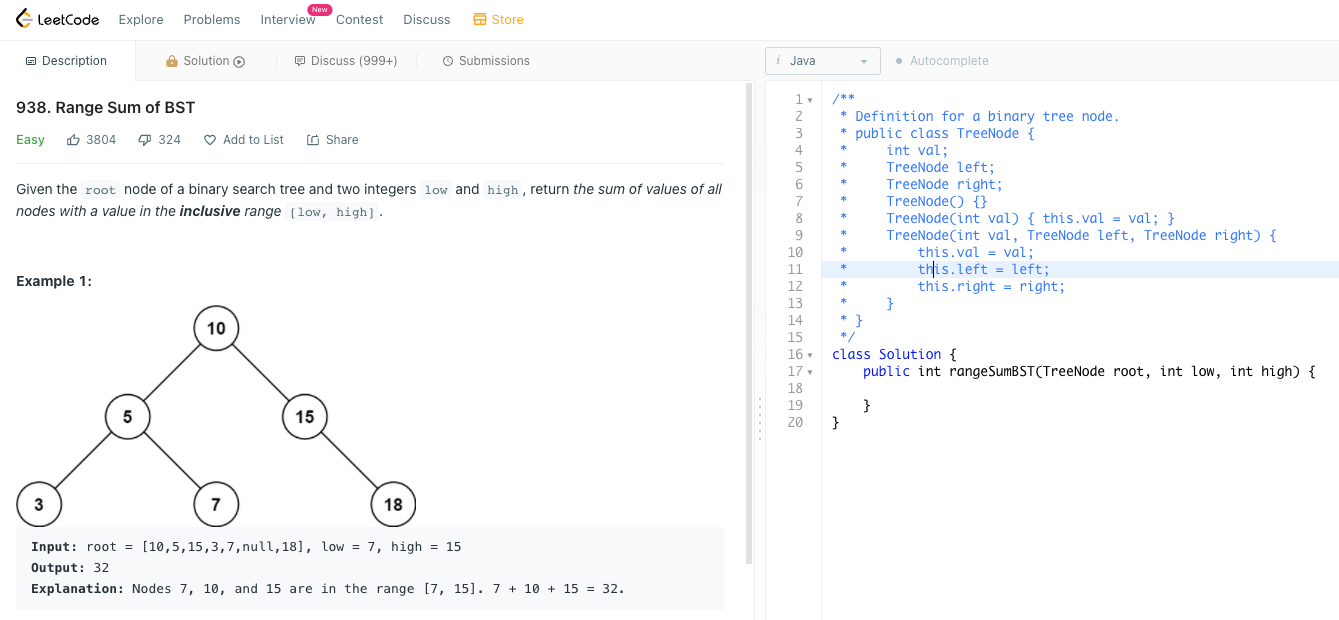 LeetCode Explore Problems Interview New Contest Discuss Store
Description Solution Discuss (999+) Submissions
i Java Autocomplete
938. Range Sum of BST
Easy 3804 324 Add to List Share
Given the root node of a binary search tree and two integers low and high, return the sum of values of all
nodes with a value in the inclusive range [low, high].
Example 1:
10
5 15
3 7 18
Input: root = [10,5,15,3,7,null,18], low = 7, high = 15
Output: 32
Explanation: Nodes 7, 10, and 15 are in the range [7, 15]. 7 + 10 + 15 = 32.
1 /**
2  * Definition for a binary tree node.
3  * public class TreeNode {
4  *     int val;
5  *     TreeNode left;
6  *     TreeNode right;
7  *     TreeNode() {}
8  *     TreeNode(int val) { this.val = val; }
9  *     TreeNode(int val, TreeNode left, TreeNode right) {
10  *         this.val = val;
11  *         this.left = left;
12  *         this.right = right;
13  *     }
14  * }
15  */
16 class Solution {
17     public int rangeSumBST(TreeNode root, int low, int high) {
18
19     }
20 }